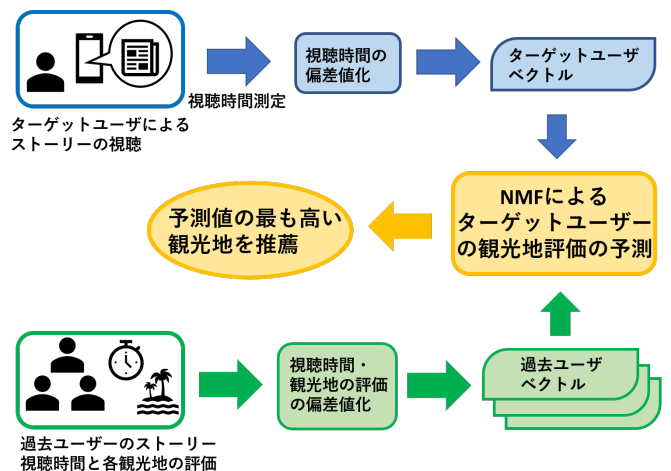 視聴時間の
偏差値化
ターゲットユーザ
ベクトル
視聴時間測定
ターゲットユーザによる
ストーリーの視聴
NMFによる
ターゲットユーザー
の観光地評価の予測
予測値の最も高い
観光地を推薦
視聴時間・
観光地の評価
の偏差値化
過去ユーザ
ベクトル
過去ユーザーのストーリー
視聴時間と各観光地の評価